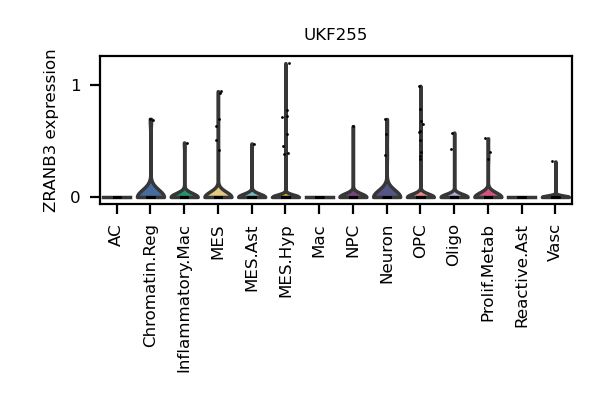 UKF255
ZRANB3 expression
1
0
AC
Chromatin.Reg
Inflammatory.Mac
MES
MES.Ast
MES.Hyp
Mac
NPC
Neuron
OPC
Oligo
Prolif.Metab
Reactive.Ast
Vasc